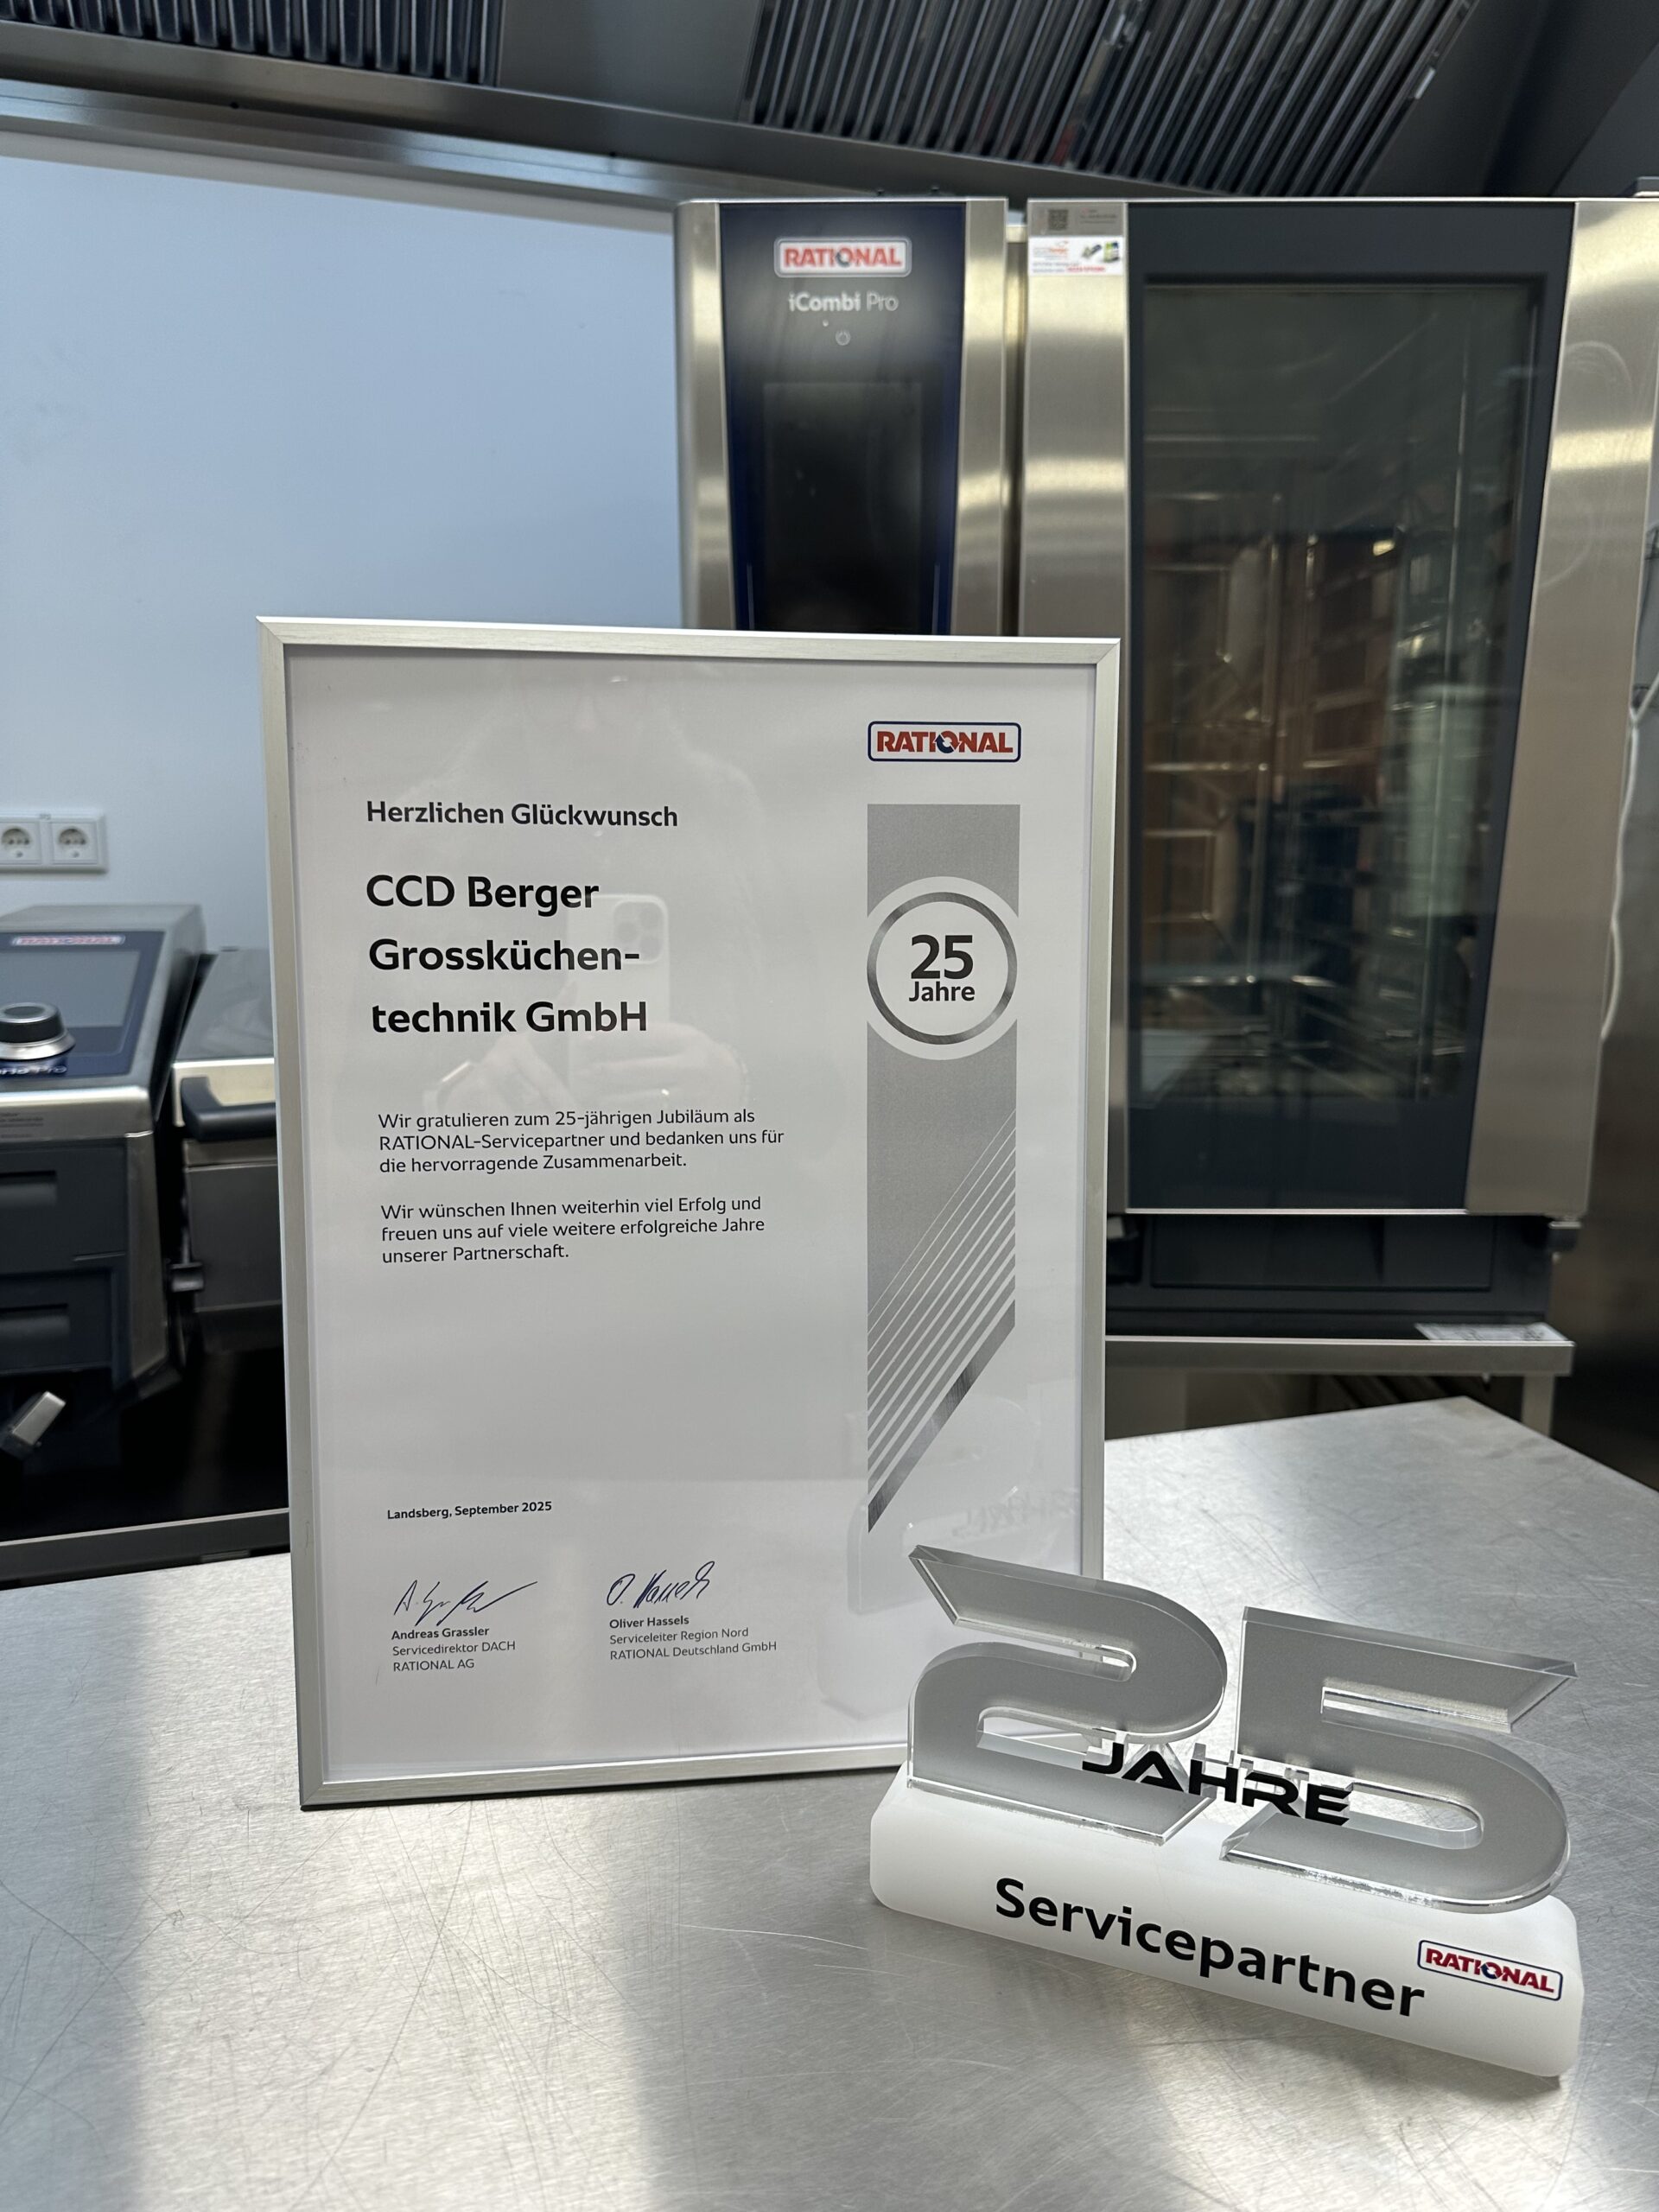 RATIONAL
iCombi Pro
RATIONAL
RATIONAL
Herzlichen Glückwunsch
CCD Berger
Grossküchen-
technik GmbH
25
Jahre
Wir gratulieren zum 25-jährigen Jubiläum als
RATIONAL-Servicepartner und bedanken uns für
die hervorragende Zusammenarbeit.
Wir wünschen Ihnen weiterhin viel Erfolg und
freuen uns auf viele weitere erfolgreiche Jahre
unserer Partnerschaft.
Landsberg, September 2025
Andreas Grassler
Servicedirektor DACH
RATIONAL AG
Oliver Hassels
Serviceleiter Region Nord
RATIONAL Deutschland GmbH
25
JAHRE
Servicepartner
RATIONAL